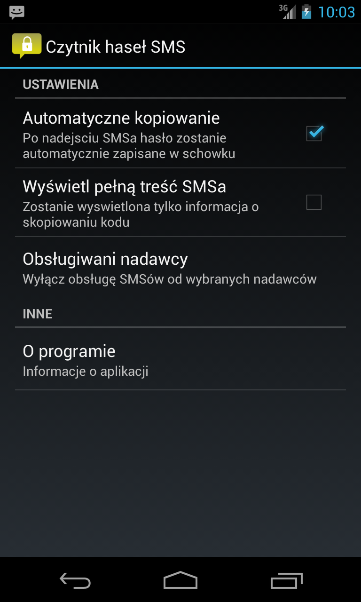 3G 10:03
Czytnik haseł SMS
USTAWIENIA
Automatyczne kopiowanie
Po nadejsciu SMSa hasło zostanie
automatycznie zapisane w schowku
Wyświetl pełną treść SMSa
Zostanie wyswietlona tylko informacja o
skopiowaniu kodu
Obsługiwani nadawcy
Wyłącz obsługę SMSów od wybranych nadawców
INNE
O programie
Informacje o aplikacji